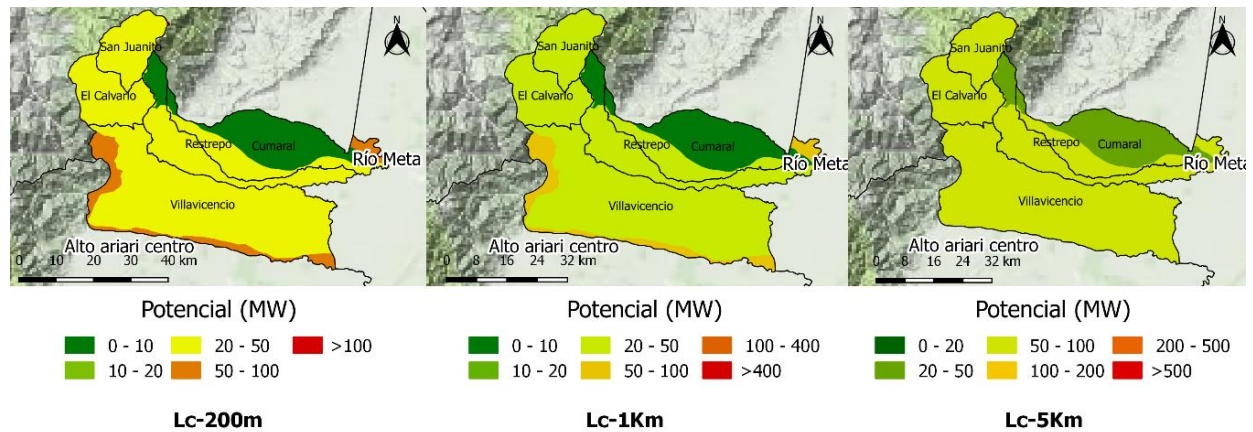 N
San Juanito
El Calvario
Restrepo
Cumaral
Río Meta
Villavicencio
Alto ariari centro
0 10 20 30 40 km
Potencial (MW)
0 - 10
20 - 50
>100
10 - 20
50 - 100
Lc-200m
N
San Juanito
El Calvario
Restrepo
Cumaral
Río Meta
Villavicencio
Alto ariari centro
0 8 16 24 32 km
Potencial (MW)
0 - 10
20 - 50
100 - 400
10 - 20
50 - 100
>400
Lc-1Km
N
San Juanito
El Calvario
Restrepo
Cumaral
Río Meta
Villavicencio
Alto ariari centro
0 8 16 24 32 km
Potencial (MW)
0 - 20
50 - 100
200 - 500
20 - 50
100 - 200
>500
Lc-5Km